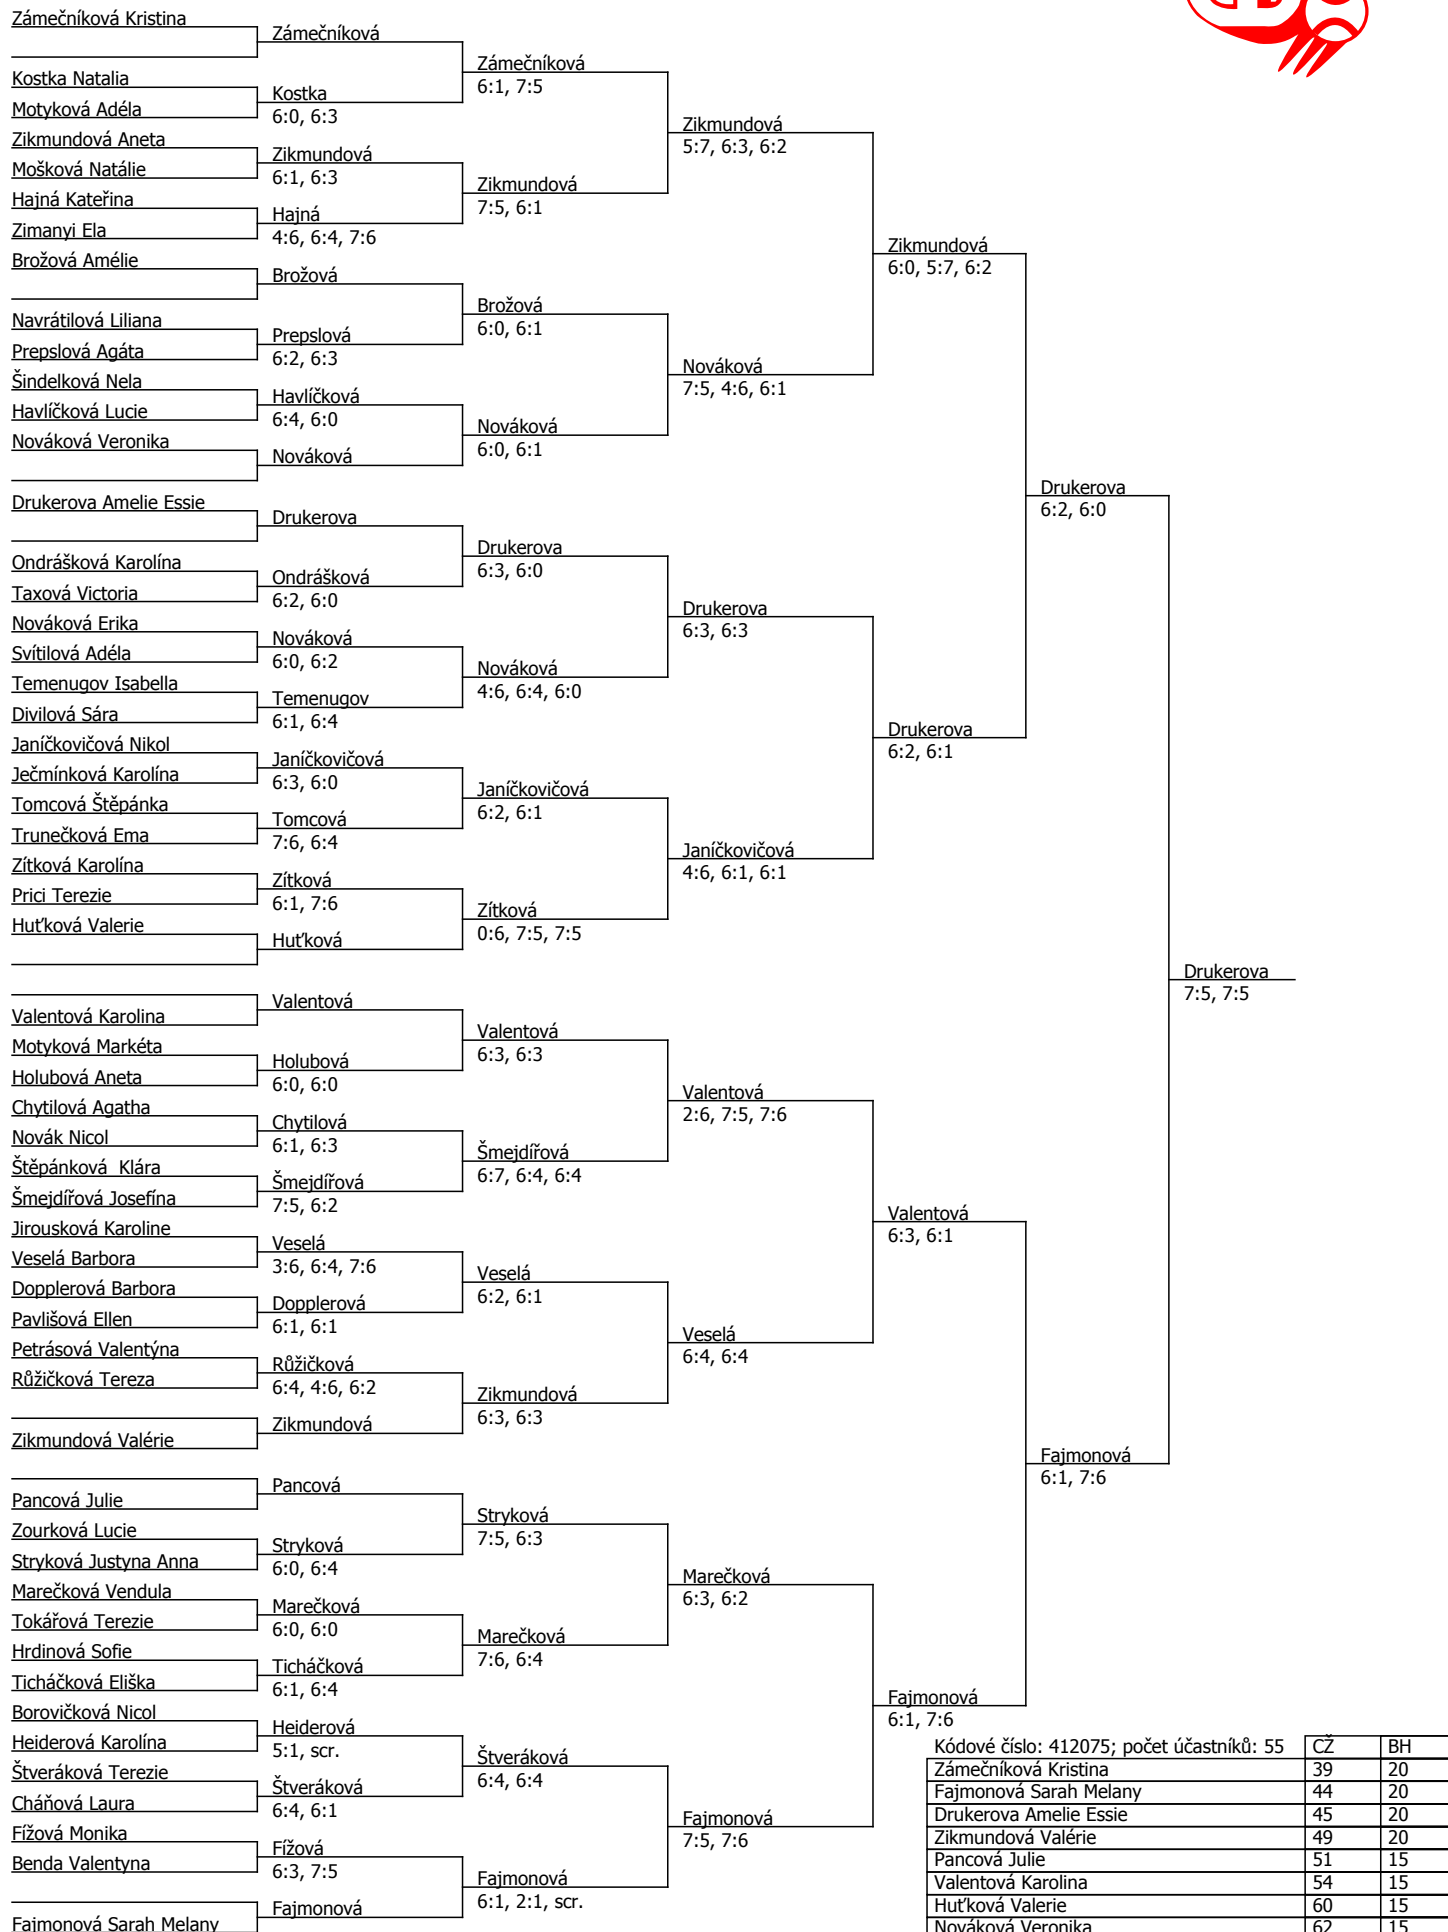 Zámečníková Kristina
Zámečníková
Zámečníková
6:1, 7:5
Kostka Natalia
Kostka
6:0, 6:3
Motyková Adéla
Zikmundová
5:7, 6:3, 6:2
Zikmundová Aneta
Zikmundová
6:1, 6:3
Mošková Natálie
Zikmundová
7:5, 6:1
Hajná Kateřina
Hajná
4:6, 6:4, 7:6
Zimanyi Ela
Zikmundová
6:0, 5:7, 6:2
Brožová Amélie
Brožová
Brožová
6:0, 6:1
Navrátilová Liliana
Prepslová
6:2, 6:3
Prepslová Agáta
Nováková
7:5, 4:6, 6:1
Šindelková Nela
Havlíčková
6:4, 6:0
Havlíčková Lucie
Nováková
6:0, 6:1
Nováková Veronika
Nováková
Drukerova
6:2, 6:0
Drukerova Amelie Essie
Drukerova
Drukerova
6:3, 6:0
Ondrášková Karolína
Ondrášková
6:2, 6:0
Taxová Victoria
Drukerova
6:3, 6:3
Nováková Erika
Nováková
6:0, 6:2
Svítilová Adéla
Nováková
4:6, 6:4, 6:0
Temenugov Isabella
Temenugov
6:1, 6:4
Divilová Sára
Drukerova
6:2, 6:1
Janíčkovičová Nikol
Janíčkovičová
6:3, 6:0
Ječmínková Karolína
Janíčkovičová
6:2, 6:1
Tomcová Štěpánka
Tomcová
7:6, 6:4
Trunečková Ema
Janíčkovičová
4:6, 6:1, 6:1
Zítková Karolína
Zítková
6:1, 7:6
Prici Terezie
Zítková
0:6, 7:5, 7:5
Huťková Valerie
Huťková
Drukerova
7:5, 7:5
Valentová
Valentová Karolina
Valentová
6:3, 6:3
Motyková Markéta
Holubová
6:0, 6:0
Holubová Aneta
Valentová
2:6, 7:5, 7:6
Chytilová Agatha
Chytilová
6:1, 6:3
Novák Nicol
Šmejdířová
6:7, 6:4, 6:4
Štěpánková  Klára
Šmejdířová
7:5, 6:2
Šmejdířová Josefína
Valentová
6:3, 6:1
Jirousková Karoline
Veselá
3:6, 6:4, 7:6
Veselá Barbora
Veselá
6:2, 6:1
Dopplerová Barbora
Dopplerová
6:1, 6:1
Pavlišová Ellen
Veselá
6:4, 6:4
Petrásová Valentýna
Růžičková
6:4, 4:6, 6:2
Růžičková Tereza
Zikmundová
6:3, 6:3
Zikmundová
Zikmundová Valérie
Fajmonová
6:1, 7:6
Pancová
Pancová Julie
Stryková
7:5, 6:3
Zourková Lucie
Stryková
6:0, 6:4
Stryková Justyna Anna
Marečková
6:3, 6:2
Marečková Vendula
Marečková
6:0, 6:0
Tokářová Terezie
Marečková
7:6, 6:4
Hrdinová Sofie
Ticháčková
6:1, 6:4
Ticháčková Eliška
Fajmonová
6:1, 7:6
Borovičková Nicol
Heiderová
5:1, scr.
Heiderová Karolína
Štveráková
6:4, 6:4
Štveráková Terezie
Štveráková
6:4, 6:1
Cháňová Laura
Fajmonová
7:5, 7:6
Fížová Monika
Fížová
6:3, 7:5
Benda Valentyna
Fajmonová
6:1, 2:1, scr.
Fajmonová
Fajmonová Sarah Melany
Kódové číslo: 412075; počet účastníků: 55 CŽ BH
Zámečníková Kristina 39 20
Fajmonová Sarah Melany 44 20
Drukerova Amelie Essie 45 20
Zikmundová Valérie 49 20
Pancová Julie 51 15
Valentová Karolina 54 15
Huťková Valerie 60 15
Nováková Veronika 62 15